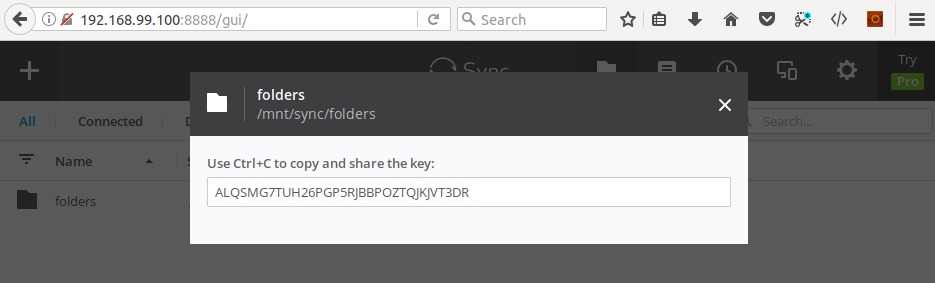 192.168.99.100:8888/gui/
Search
Sync
Try
Pro
folders
/mnt/sync/folders
All
Connected
Search...
Use Ctrl+C to copy and share the key:
Name
ALQSMG7TUH26PGP5RJBBPOZTQJKJVT3DR
folders